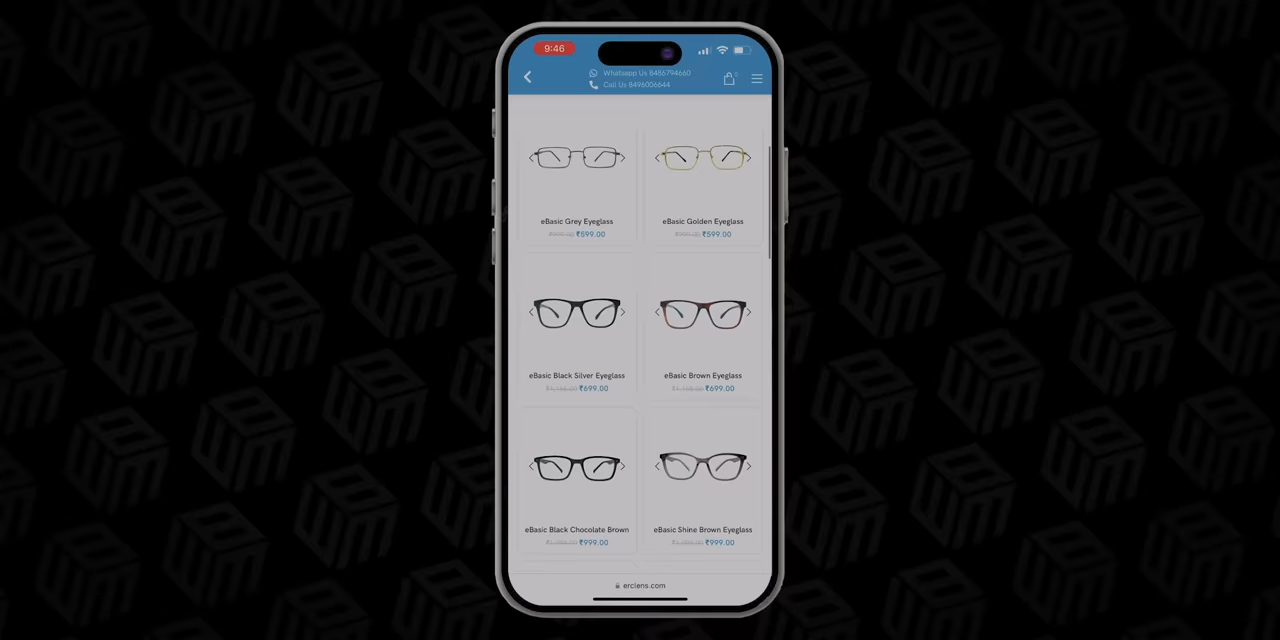 9:46
Whatsapp Us 8486794660
Call Us 8496006644
eBasic Grey Eyeglass
₹599.00
eBasic Golden Eyeglass
₹599.00
eBasic Black Silver Eyeglass
₹699.00
eBasic Brown Eyeglass
₹699.00
eBasic Black Chocolate Brown
₹999.00
eBasic Shine Brown Eyeglass
₹999.00
erclens.com